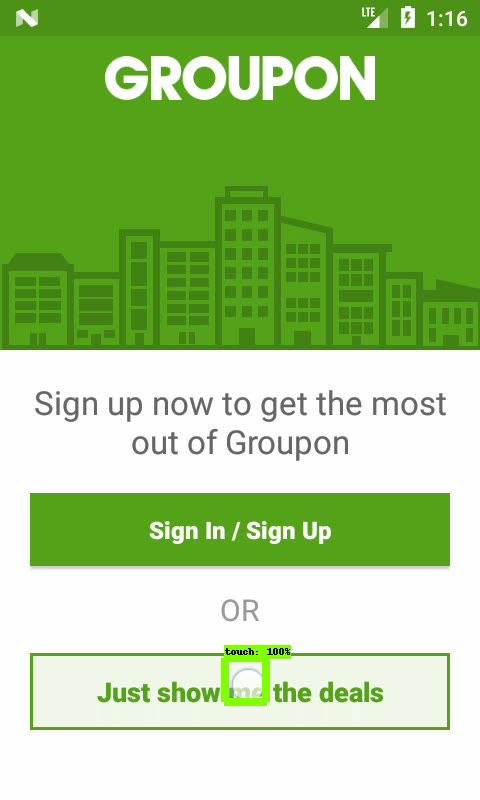 LTE 1:16
GROUPON
Sign up now to get the most
out of Groupon
Sign In / Sign Up
OR
touch: 100%
Just show me the deals